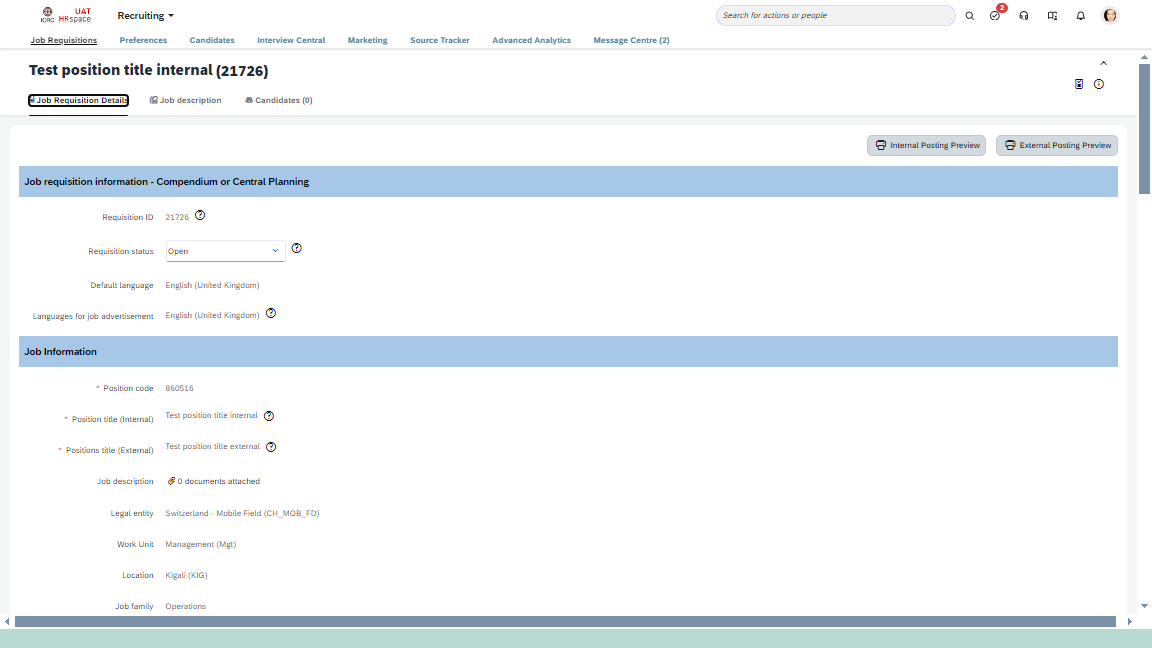 ICRC UAT HRspace Recruiting Search for actions or people 2
Job Requisitions Preferences Candidates Interview Central Marketing Source Tracker Advanced Analytics Message Centre (2)
Test position title internal (21726)
Job Requisition Details Job description Candidates (0)
Internal Posting Preview External Posting Preview
Job requisition information - Compendium or Central Planning
Requisition ID 21726
Requisition status Open
Default language English (United Kingdom)
Languages for job advertisement English (United Kingdom)
Job Information
* Position code 860516
* Position title (Internal) Test position title internal
* Positions title (External) Test position title external
Job description 0 documents attached
Legal entity Switzerland - Mobile Field (CH_MOB_FD)
Work Unit Management (Mgt)
Location Kigali (KIG)
Job family Operations